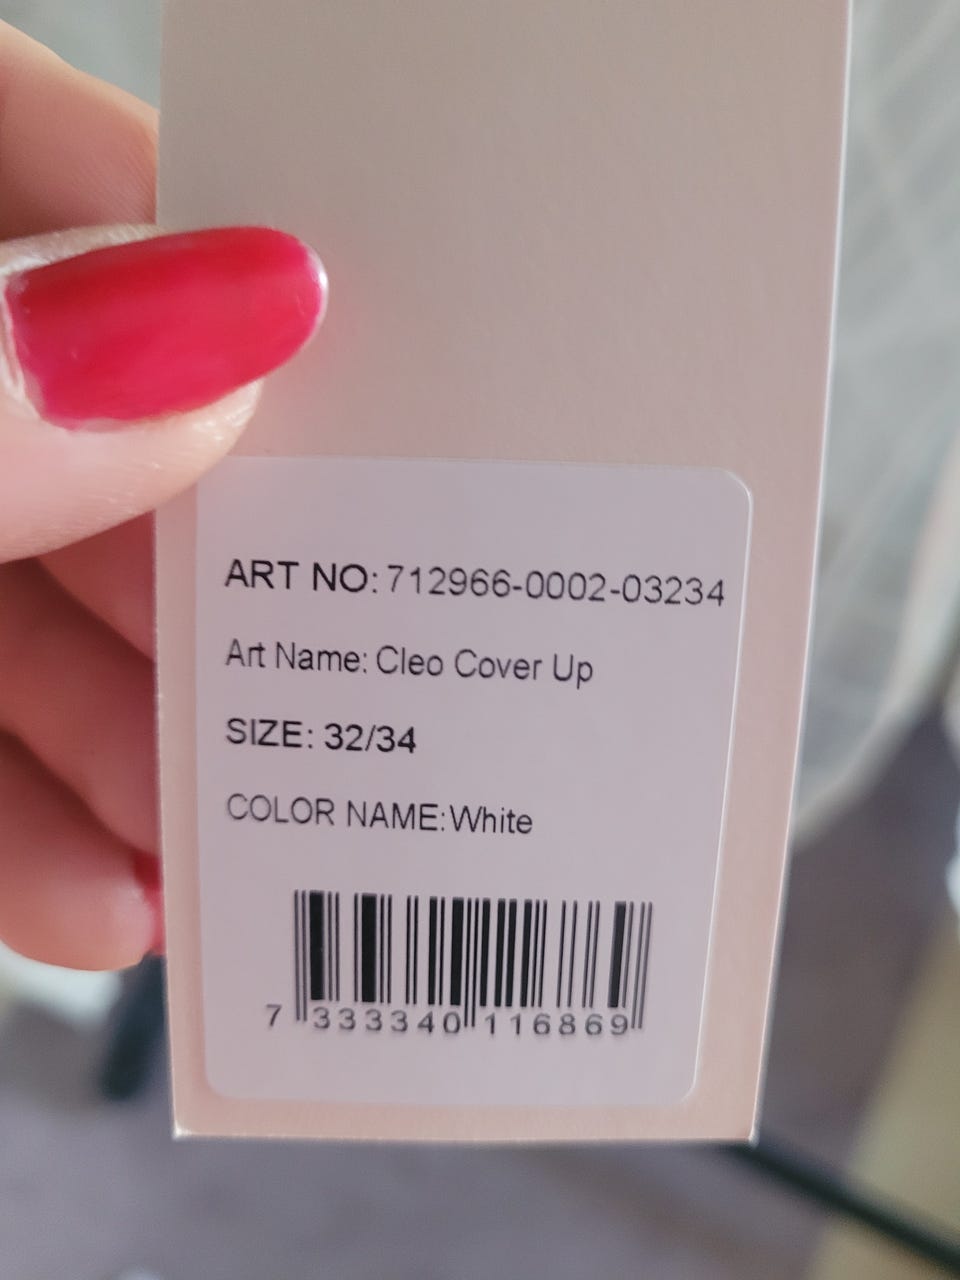 ART NO: 712966-0002-03234
Art Name: Cleo Cover Up
SIZE: 32/34
COLOR NAME:White
7 333340 116869